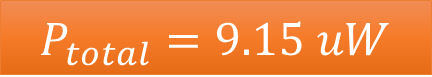 P_total = 9.15 uW